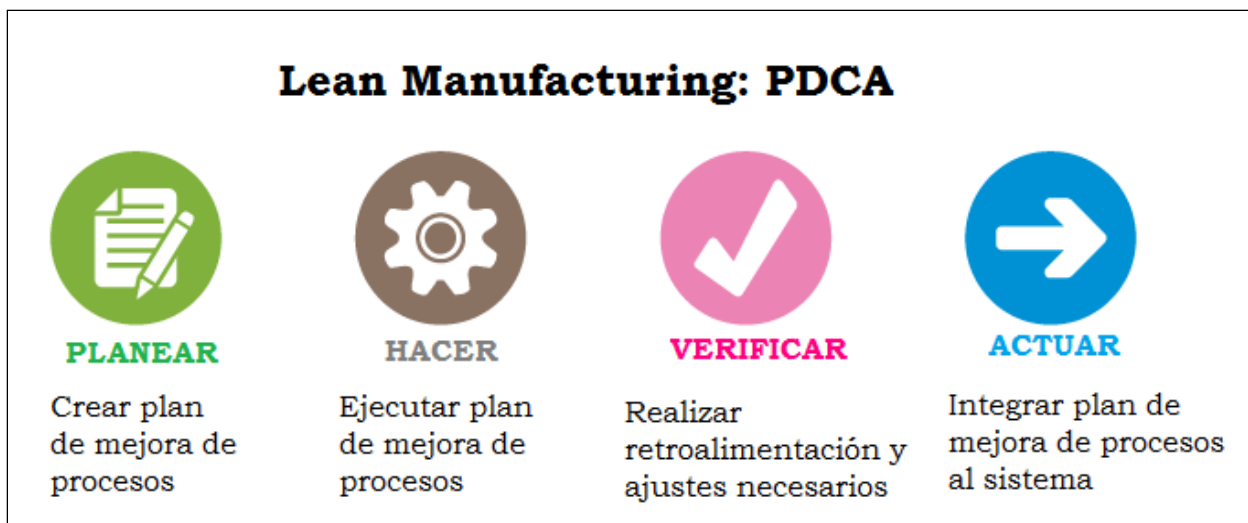 Lean Manufacturing: PDCA
PLANEAR
Crear plan
de mejora de
procesos
HACER
Ejecutar plan
de mejora de
procesos
VERIFICAR
Realizar
retroalimentación y
ajustes necesarios
ACTUAR
Integrar plan de
mejora de procesos
al sistema